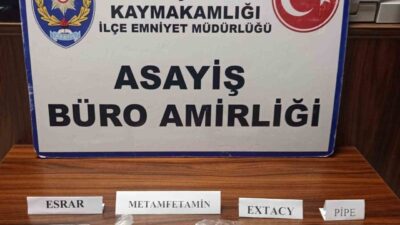 KAYMAKAMLIĞI
İLÇE EMNİYET MÜDÜRLÜĞÜ
ASAYİŞ
BÜRO AMİRLİĞİ
ESRAR
METAMFETAMİN
EXTACY
PİPE